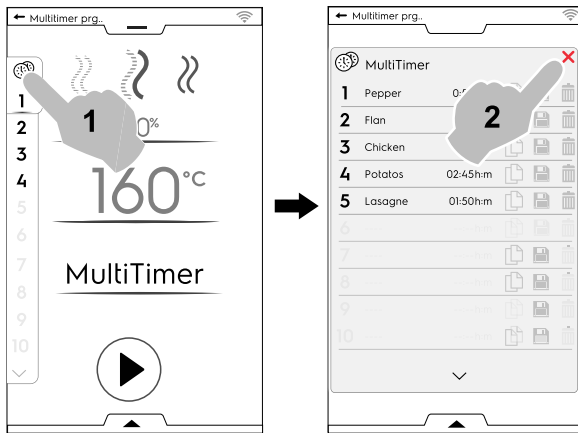 Multitimer prg..
1
2
3
4
5
6
7
8
9
10
1
0%
160°C
MultiTimer
Multitimer prg..
MultiTimer
1 Pepper
2 Flan
3 Chicken
4 Potatos 02:45h:m
5 Lasagne 01:50h:m
6
7
8
9
10
2